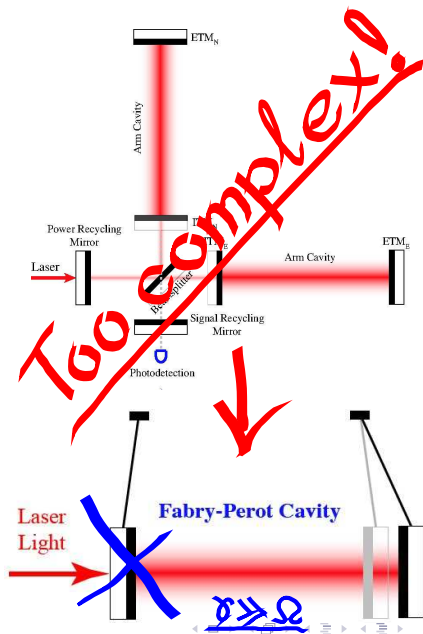 ETM_N
Arm Cavity
Too complex!
Power Recycling
Mirror
ETM_E
Arm Cavity
Laser
Beamsplitter
Signal Recycling
Mirror
Photodetection
Fabry-Perot Cavity
Laser
Light